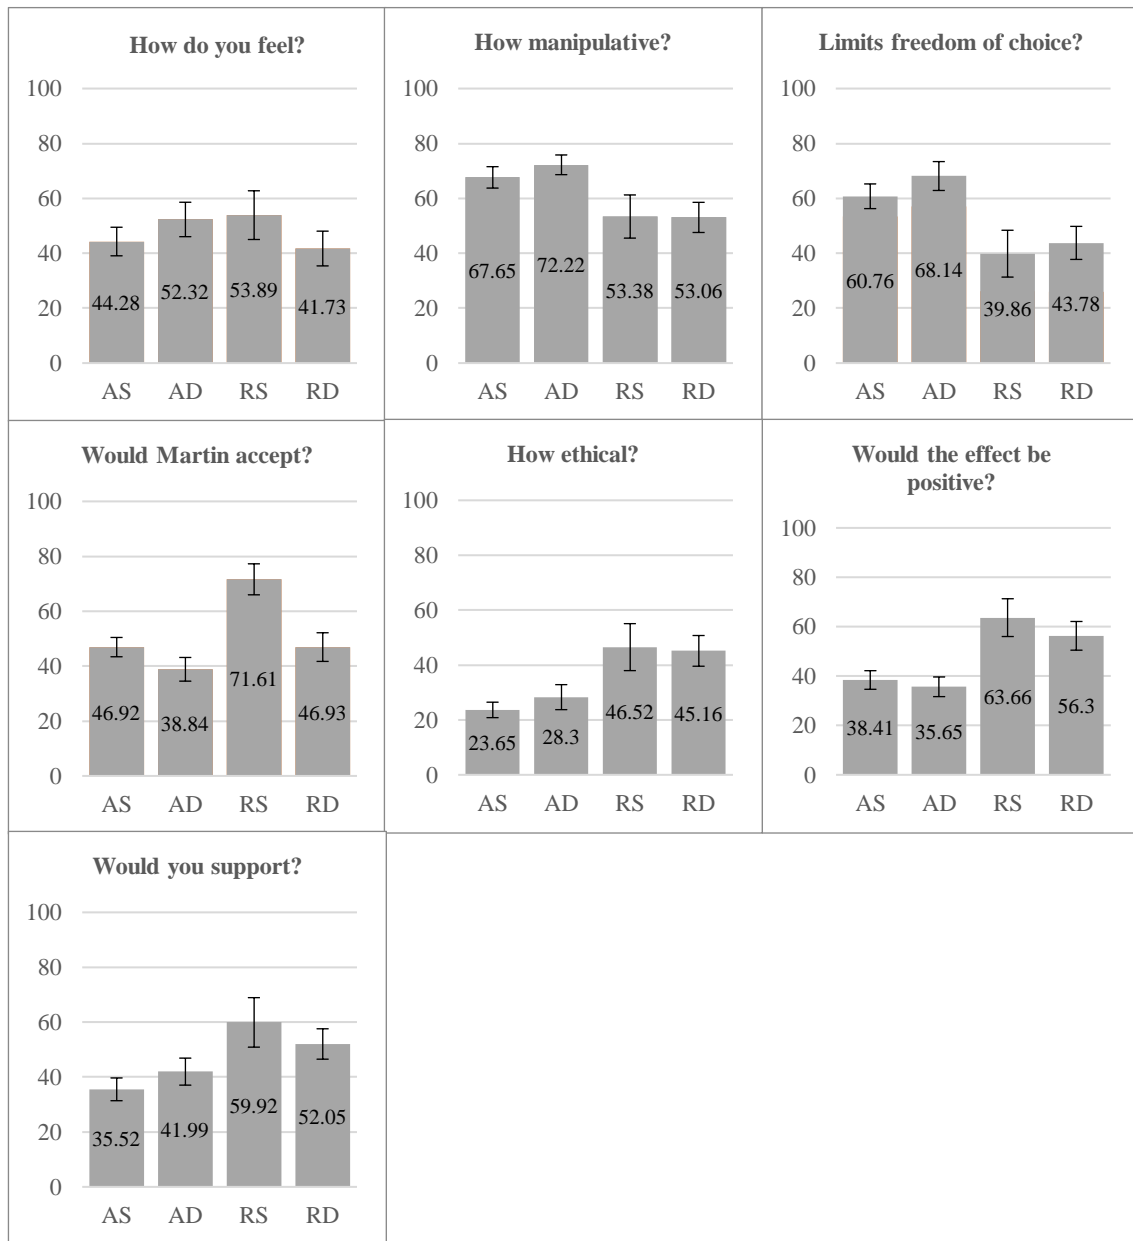 How do you feel?
100
80
60
40
20
0
44.28 52.32 53.89 41.73
AS AD RS RD
How manipulative?
100
80
60
40
20
0
67.65 72.22 53.38 53.06
AS AD RS RD
Limits freedom of choice?
100
80
60
40
20
0
60.76 68.14 39.86 43.78
AS AD RS RD
Would Martin accept?
100
80
60
40
20
0
46.92 38.84 71.61 46.93
AS AD RS RD
How ethical?
100
80
60
40
20
0
23.65 28.3 46.52 45.16
AS AD RS RD
Would the effect be
positive?
100
80
60
40
20
0
38.41 35.65 63.66 56.3
AS AD RS RD
Would you support?
100
80
60
40
20
0
35.52 41.99 59.92 52.05
AS AD RS RD